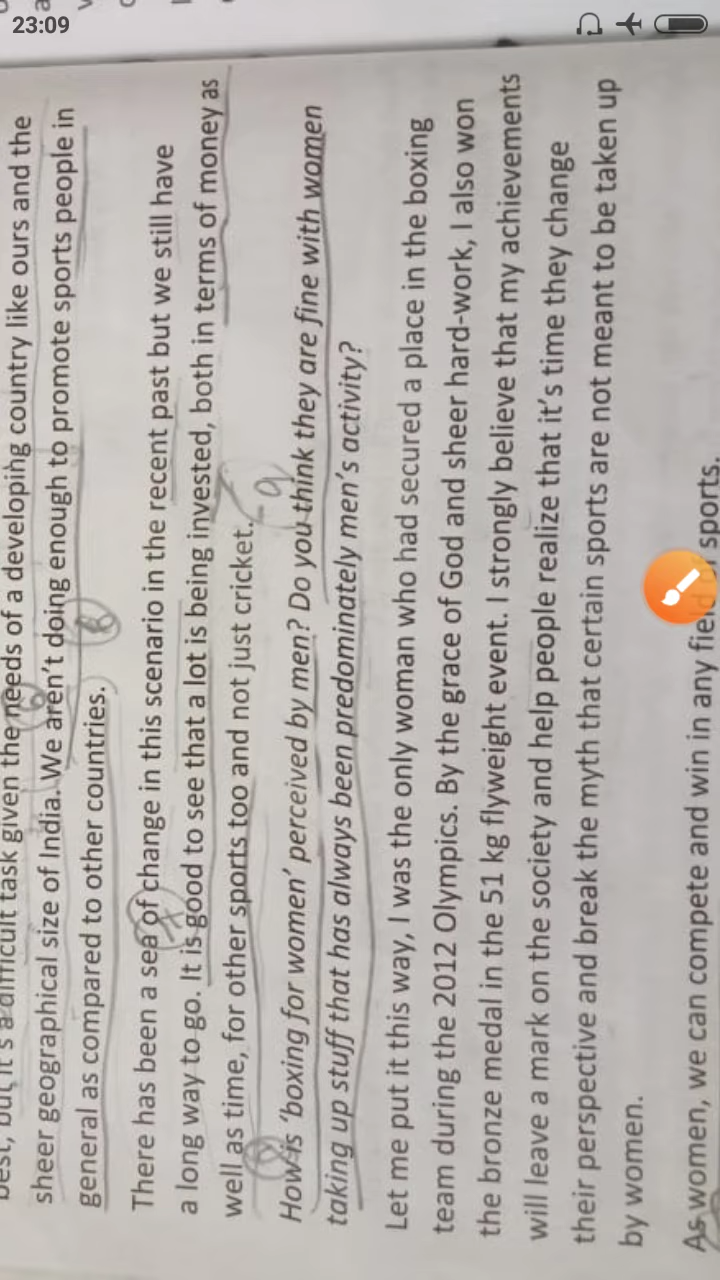 23:09
best, but it's a difficult task given the needs of a developing country like ours and the
sheer geographical size of India. We aren't doing enough to promote sports people in
general as compared to other countries.
6
8
There has been a sea of change in this scenario in the recent past but we still have
a long way to go. It is good to see that a lot is being invested, both in terms of money as
well as time, for other sports too and not just cricket.
7
9
8
How is 'boxing for women' perceived by men? Do you think they are fine with women
taking up stuff that has always been predominately men's activity?
Let me put it this way, I was the only woman who had secured a place in the boxing
team during the 2012 Olympics. By the grace of God and sheer hard-work, I also won
the bronze medal in the 51 kg flyweight event. I strongly believe that my achievements
will leave a mark on the society and help people realize that it's time they change
their perspective and break the myth that certain sports are not meant to be taken up
by women.
As women, we can compete and win in any field of sports.